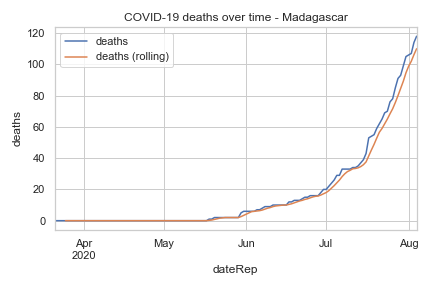 COVID-19 deaths over time - Madagascar
deaths
deaths (rolling)
120
100
80
60
40
20
0
deaths
Apr
2020
May
Jun
Jul
Aug
dateRep